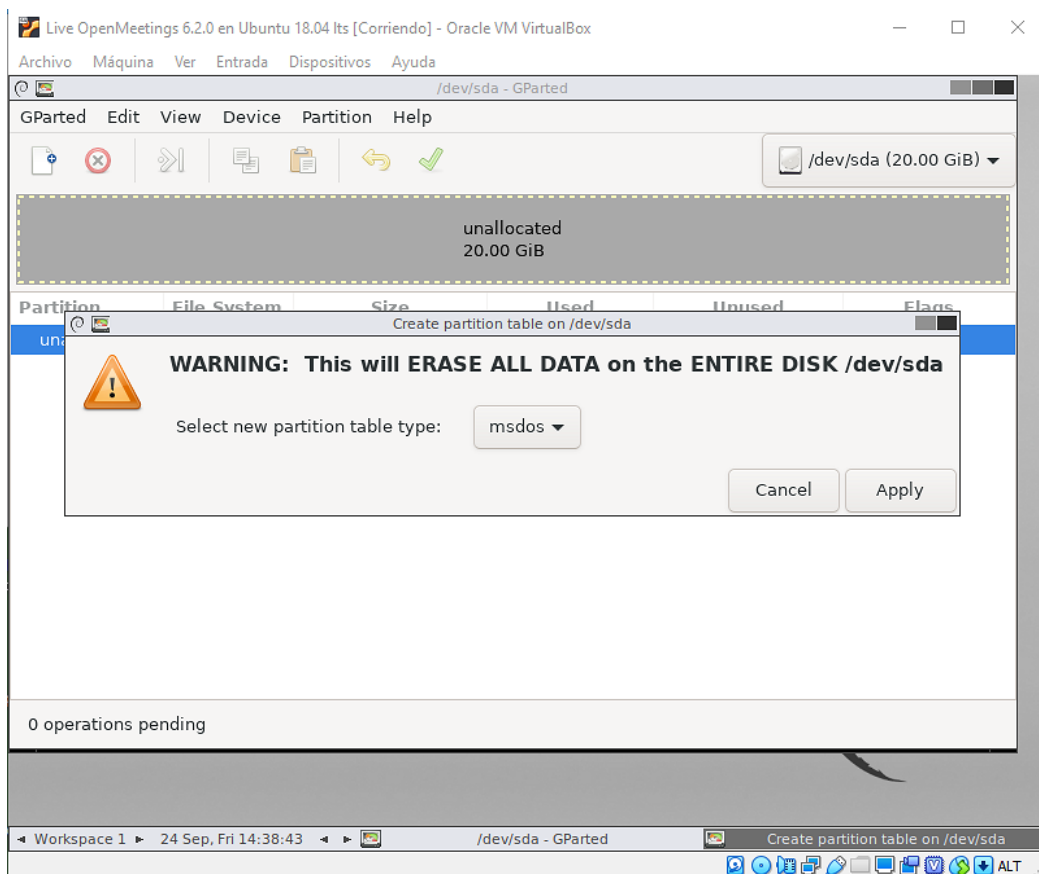 Live OpenMeetings 6.2.0 en Ubuntu 18.04 lts [Corriendo] - Oracle VM VirtualBox
Archivo Máquina Ver Entrada Dispositivos Ayuda
/dev/sda - GParted
GParted Edit View Device Partition Help
/dev/sda (20.00 GiB)
unallocated
20.00 GiB
Partition File System Size Used Unused Flags
Create partition table on /dev/sda
WARNING: This will ERASE ALL DATA on the ENTIRE DISK /dev/sda
Select new partition table type: msdos
Cancel Apply
0 operations pending
Workspace 1 24 Sep, Fri 14:38:43 /dev/sda - GParted Create partition table on /dev/sda
ALT